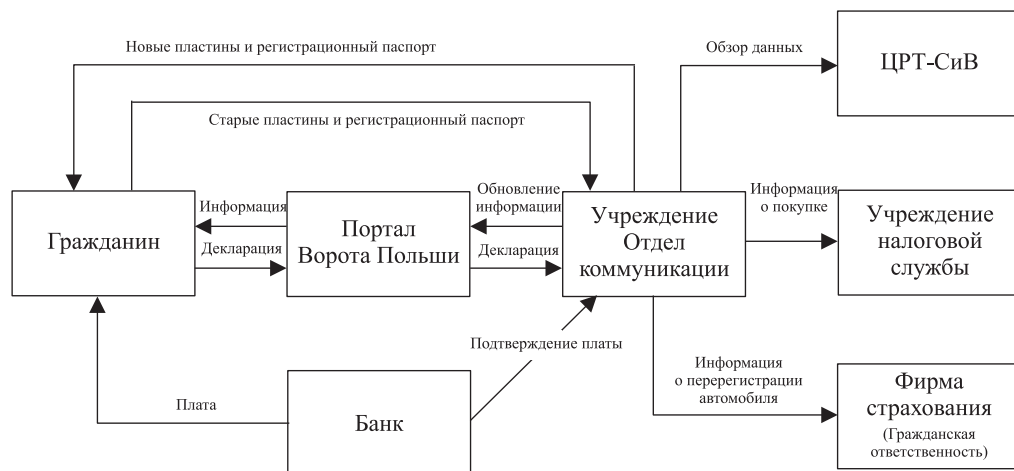 Новые пластины и регистрационный паспорт
Обзор данных
ЦРТ-СиВ
Старые пластины и регистрационный паспорт
Гражданин
Информация
Декларация
Портал
Ворота Польши
Обновление
информации
Декларация
Учреждение
Отдел
коммуникации
Информация
о покупке
Учреждение
налоговой
службы
Плата
Банк
Подтверждение платы
Информация
о перерегистрации
автомобиля
Фирма
страхования
(Гражданская
ответственность)